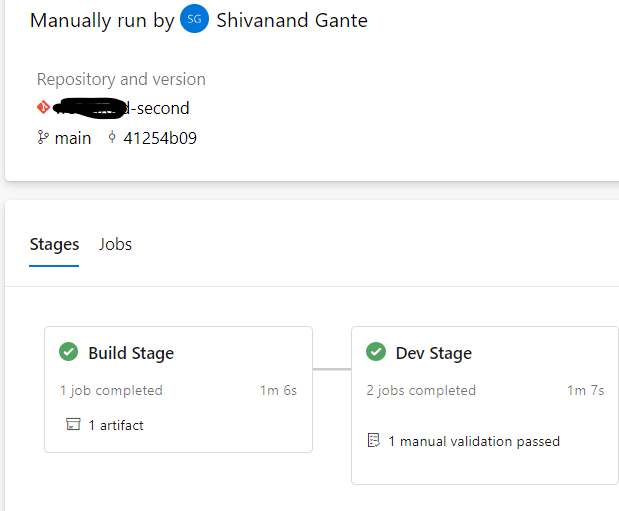 Manually run by SG Shivanand Gante
Repository and version
-second
main 41254b09
Stages Jobs
Build Stage
1 job completed 1m 6s
1 artifact
Dev Stage
2 jobs completed 1m 7s
1 manual validation passed